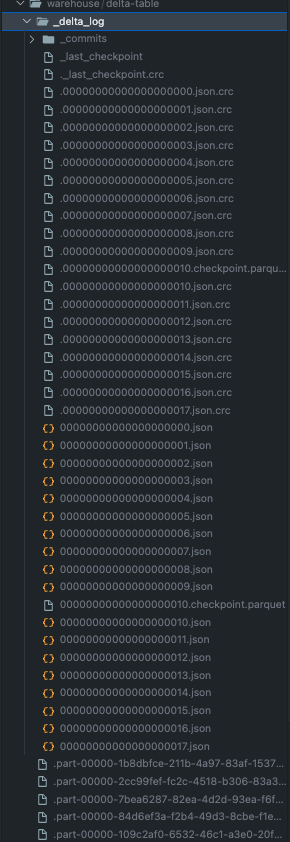 warehouse/delta-table
_delta_log
_commits
_last_checkpoint
._last_checkpoint.crc
.00000000000000000000.json.crc
.00000000000000000001.json.crc
.00000000000000000002.json.crc
.00000000000000000003.json.crc
.00000000000000000004.json.crc
.00000000000000000005.json.crc
.00000000000000000006.json.crc
.00000000000000000007.json.crc
.00000000000000000008.json.crc
.00000000000000000009.json.crc
.00000000000000000010.checkpoint.parqu...
.00000000000000000010.json.crc
.00000000000000000011.json.crc
.00000000000000000012.json.crc
.00000000000000000013.json.crc
.00000000000000000014.json.crc
.00000000000000000015.json.crc
.00000000000000000016.json.crc
.00000000000000000017.json.crc
00000000000000000000.json
00000000000000000001.json
00000000000000000002.json
00000000000000000003.json
00000000000000000004.json
00000000000000000005.json
00000000000000000006.json
00000000000000000007.json
00000000000000000008.json
00000000000000000009.json
00000000000000000010.checkpoint.parquet
00000000000000000010.json
00000000000000000011.json
00000000000000000012.json
00000000000000000013.json
00000000000000000014.json
00000000000000000015.json
00000000000000000016.json
00000000000000000017.json
.part-00000-1b8dbfce-211b-4a97-83af-1537...
.part-00000-2cc99fef-fc2c-4518-b306-83a3...
.part-00000-7bea6287-82ea-4d2d-93ea-f6f...
.part-00000-84d6ef3a-f2b4-49d3-8cbe-f1e...
.part-00000-109c2af0-6532-46c1-a3e0-20f...